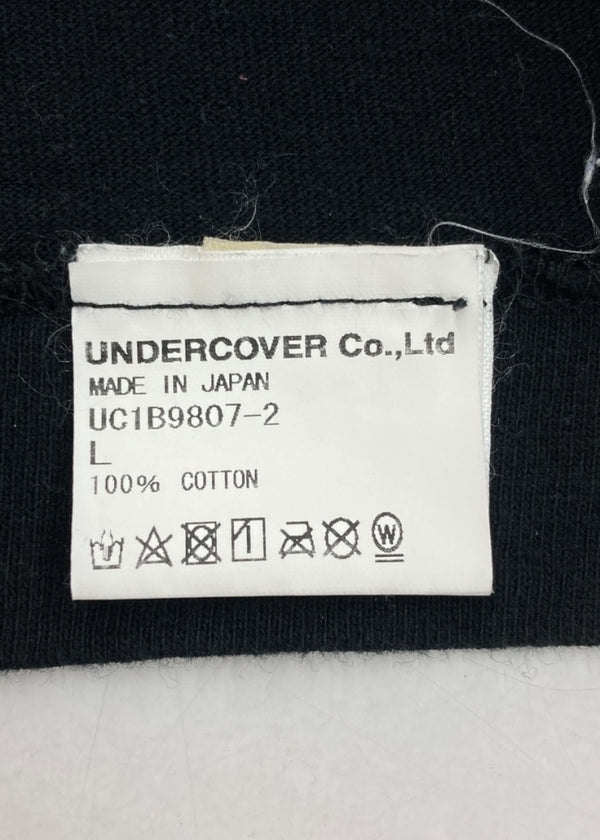 UNDERCOVER Co.,Ltd
MADE IN JAPAN
UC1B9807-2
L
100% COTTON
W